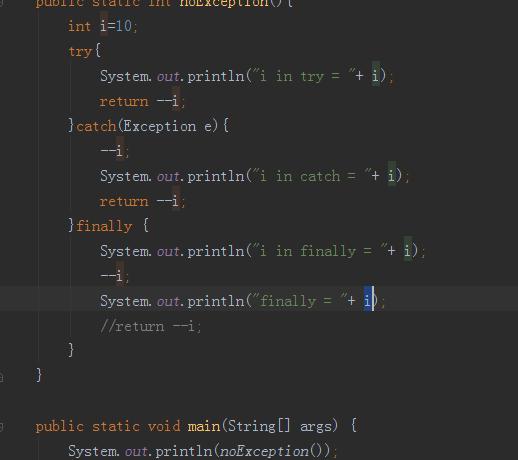 public static int noException(){
int i=10;
try{
System.out.println("i in try = "+ i);
return --i;
}catch(Exception e){
--i;
System.out.println("i in catch = "+ i);
return --i;
}finally {
System.out.println("i in finally = "+ i);
--i;
System.out.println("finally = "+ i);
//return --i;
}
}
public static void main(String[] args) {
System.out.println(noException());